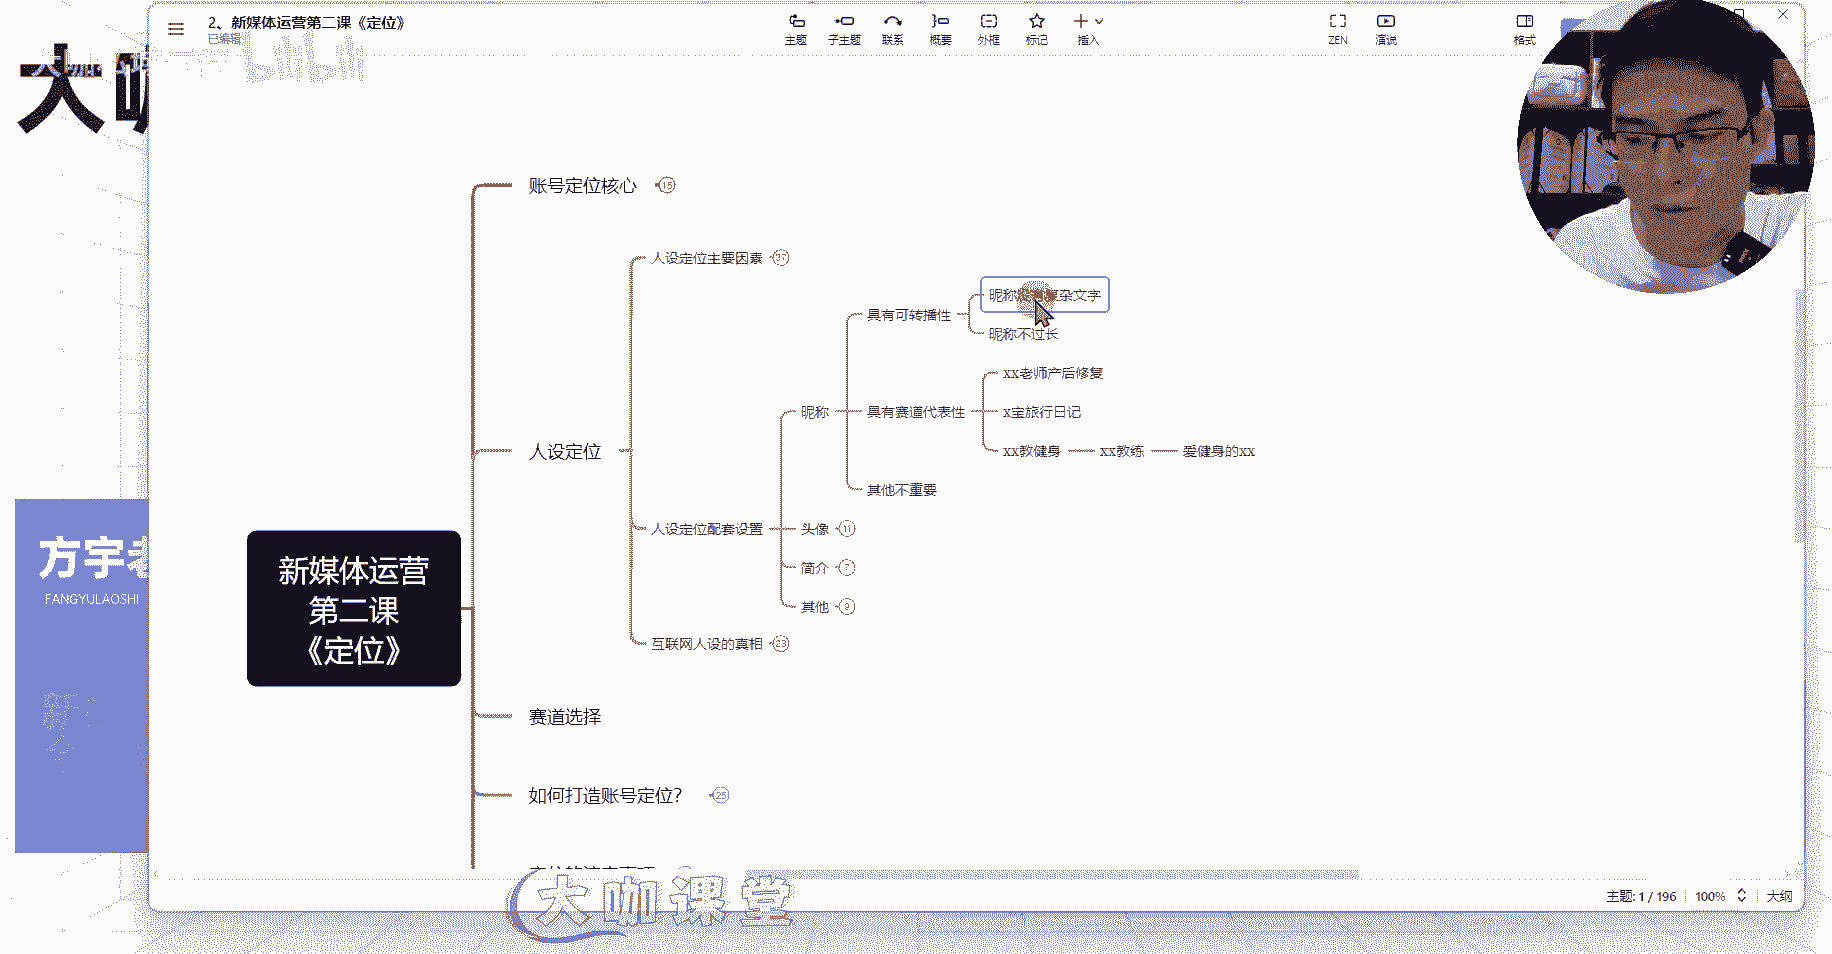 2、新媒体运营第二课《定位》
已编辑
主题
子主题
联系
概要
外框
标记
插入
ZEN
演说
格式
bilibili
账号定位核心
15
人设定位主要因素
37
昵称
复杂文字
具有可转播性
昵称不过长
xx老师产后修复
昵称
具有赛道代表性
x宝旅行日记
xx教健身
xx教练
爱健身的xx
人设定位
其他不重要
人设定位配套设置
头像
11
简介
7
其他
9
互联网人设的真相
23
新媒体运营
第二课
《定位》
方宇老
FANGYULAOSHI
赛道选择
如何打造账号定位?
25
大咖课堂
主题: 1 / 196
100%
大纲